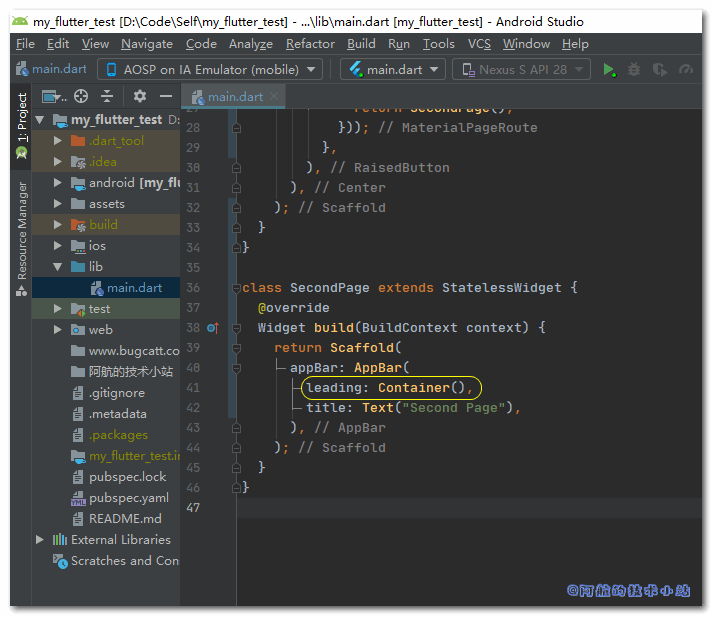 my_flutter_test [D:\Code\Self\my_flutter_test] - ...\lib\main.dart [my_flutter_test] - Android Studio
File Edit View Navigate Code Analyze Refactor Build Run Tools VCS Window Help
main.dart AOSP on IA Emulator (mobile) main.dart Nexus S API 28
1: Project
Resource Manager
my_flutter_test D:
.dart_tool
.idea
android [my_flu
assets
build
ios
lib
main.dart
test
web
www.bugcatt.co
阿航的技术小站
.gitignore
.metadata
.packages
my_flutter_test.in
pubspec.lock
pubspec.yaml
README.md
External Libraries
Scratches and Con
main.dart
27 return SecondPage();
28 })); // MaterialPageRoute
29 },
30 ), // RaisedButton
31 ), // Center
32 ); // Scaffold
33 }
34 }
35
36 class SecondPage extends StatelessWidget {
37 @override
38 Widget build(BuildContext context) {
39 return Scaffold(
40 appBar: AppBar(
41 leading: Container(),
42 title: Text("Second Page"),
43 ), // AppBar
44 ); // Scaffold
45 }
46 }
47
@阿航的技术小站